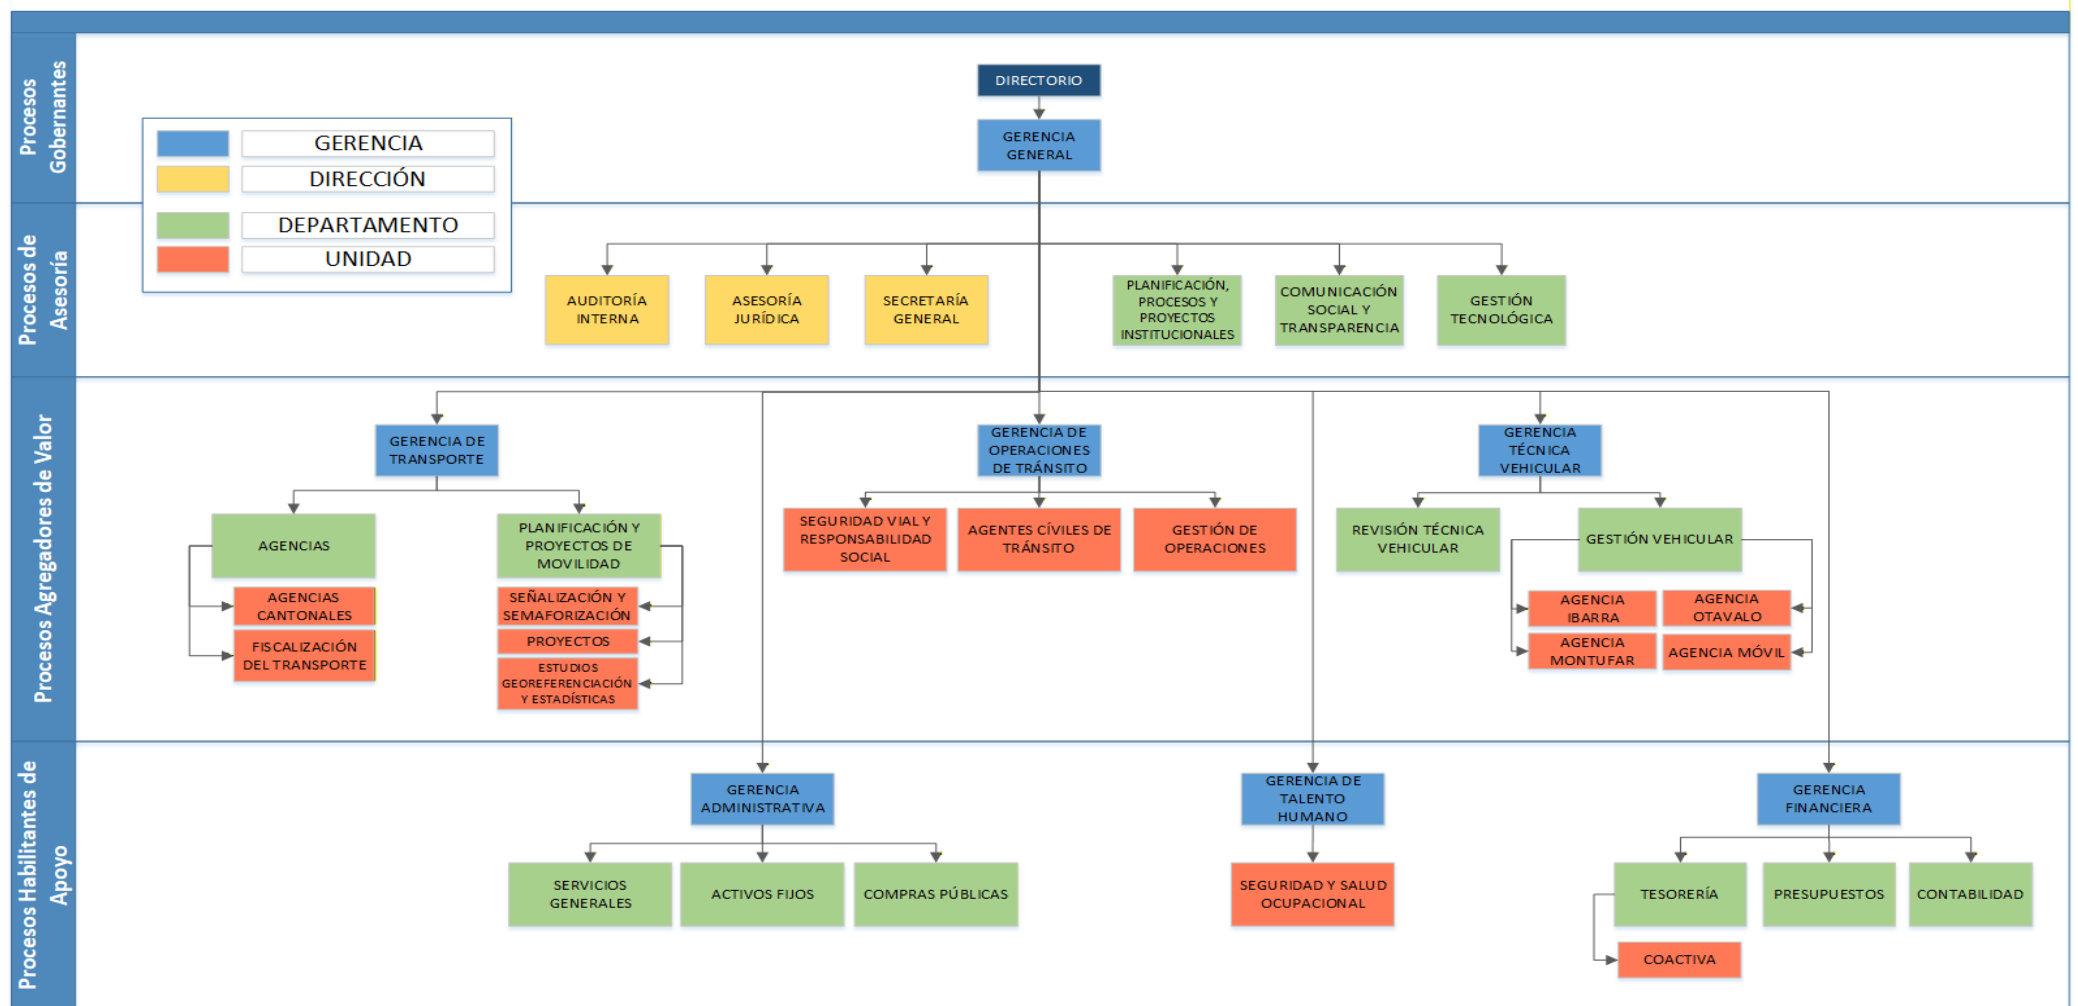 Procesos
Gobernantes
DIRECTORIO
GERENCIA
GENERAL
GERENCIA
DIRECCIÓN
DEPARTAMENTO
UNIDAD
Procesos de
Asesoría
AUDITORÍA
INTERNA
ASESORÍA
JURÍDICA
SECRETARÍA
GENERAL
PLANIFICACIÓN,
PROCESOS Y
PROYECTOS
INSTITUCIONALES
COMUNICACIÓN
SOCIAL Y
TRANSPARENCIA
GESTIÓN
TECNOLÓGICA
Procesos Agregadores de Valor
GERENCIA DE
TRANSPORTE
GERENCIA DE
OPERACIONES
DE TRÁNSITO
GERENCIA
TÉCNICA
VEHICULAR
AGENCIAS
PLANIFICACIÓN Y
PROYECTOS DE
MOVILIDAD
SEGURIDAD VIAL Y
RESPONSABILIDAD
SOCIAL
AGENTES CÍVILES DE
TRÁNSITO
GESTIÓN DE
OPERACIONES
REVISIÓN TÉCNICA
VEHICULAR
GESTIÓN VEHICULAR
AGENCIAS
CANTONALES
FISCALIZACIÓN
DEL TRANSPORTE
SEÑALIZACIÓN Y
SEMAFORIZACIÓN
PROYECTOS
ESTUDIOS
GEOREFERENCIACIÓN
Y ESTADÍSTICAS
AGENCIA
IBARRA
AGENCIA
OTAVALO
AGENCIA
MONTUFAR
AGENCIA MÓVIL
Procesos Habilitantes de
Apoyo
GERENCIA
ADMINISTRATIVA
GERENCIA DE
TALENTO
HUMANO
GERENCIA
FINANCIERA
SERVICIOS
GENERALES
ACTIVOS FIJOS
COMPRAS PÚBLICAS
SEGURIDAD Y SALUD
OCUPACIONAL
TESORERÍA
PRESUPUESTOS
CONTABILIDAD
COACTIVA